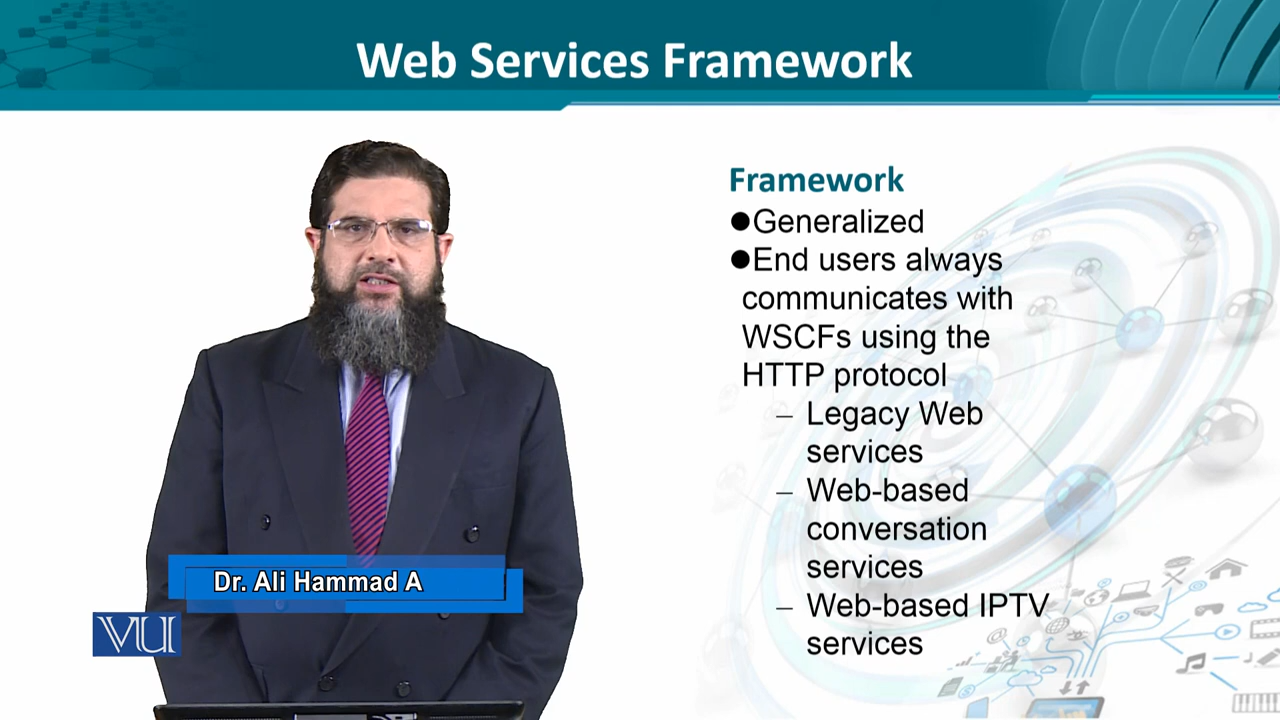 Web Services Framework
Framework
●Generalized
●End users always
communicates with
WSCFs using the
HTTP protocol
– Legacy Web
services
– Web-based
conversation
services
– Web-based IPTV
services
Dr. Ali Hammad A
VU